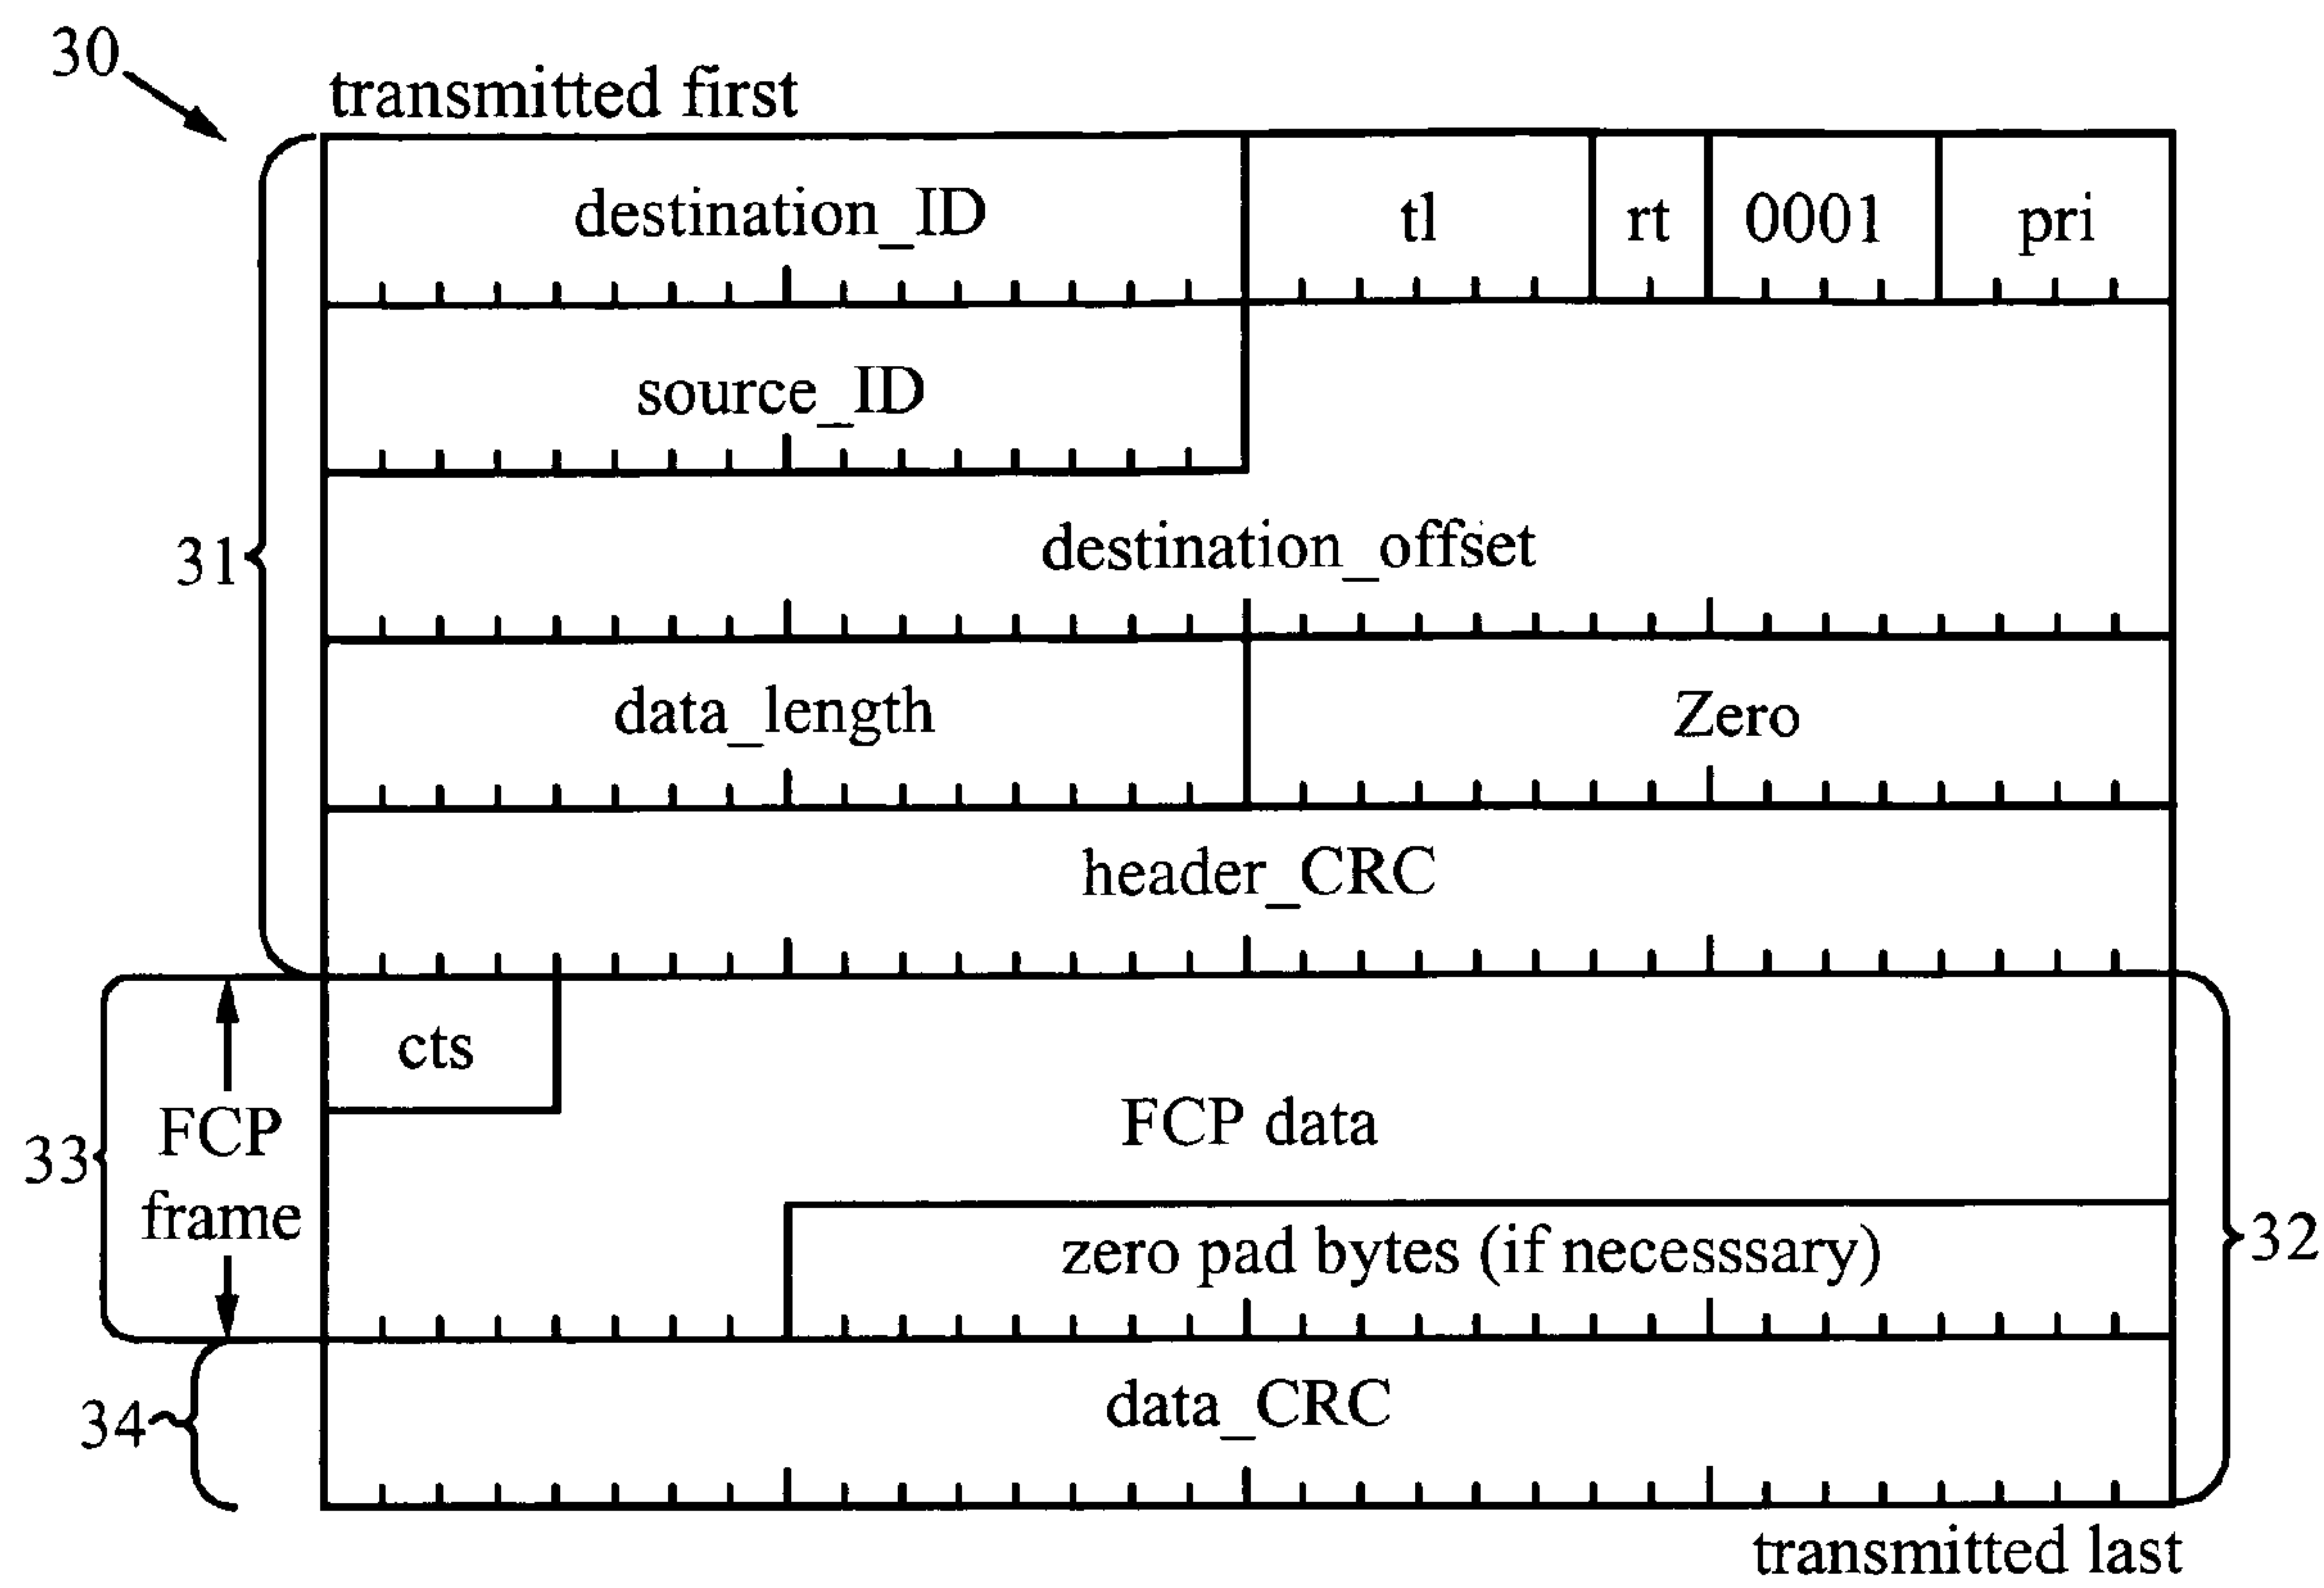 30
transmitted first
destination_ID tl rt 0001 pri
source_ID
destination_offset
31
data_length Zero
header_CRC
cts
FCP data
33 FCP
frame
zero pad bytes (if necesssary)
32
data_CRC
34
transmitted last